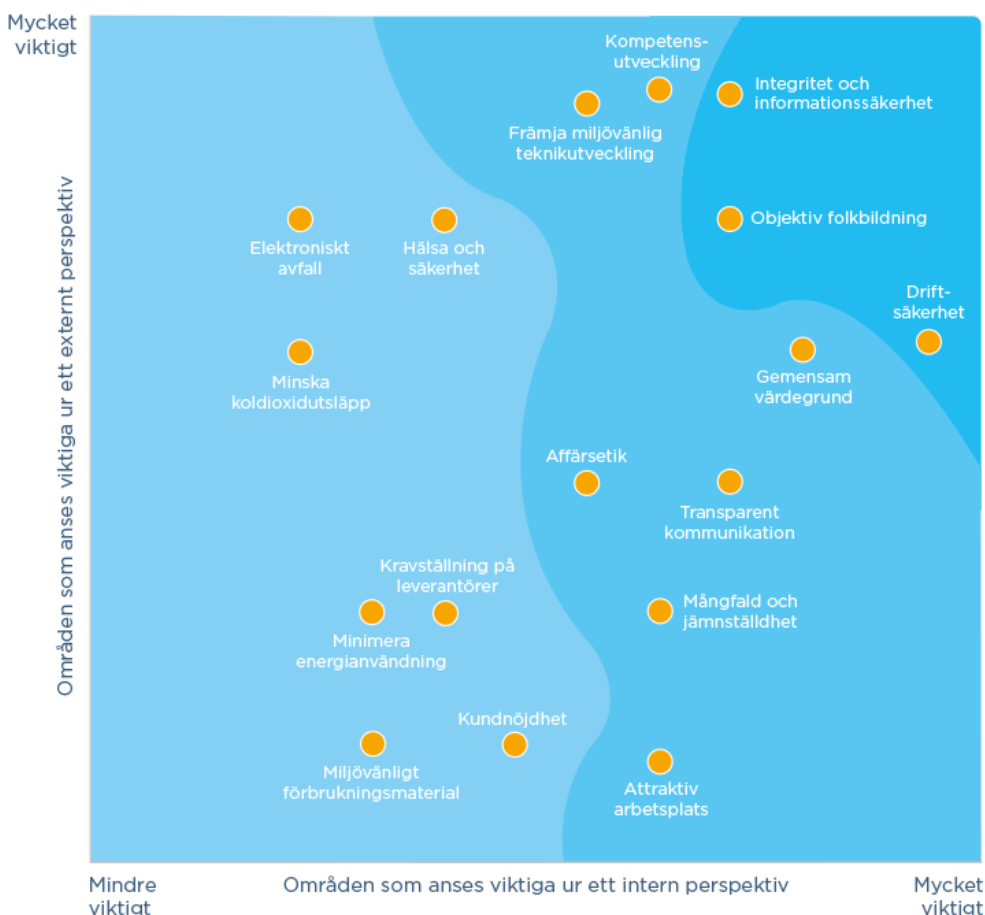 Mycket
viktigt
Områden som anses viktiga ur ett externt perspektiv
Kompetens-
utveckling
Integritet och
informationssäkerhet
Främja miljövänlig
teknikutveckling
Elektroniskt
avfall
Hälsa och
säkerhet
Objektiv folkbildning
Drift-
säkerhet
Minska
koldioxidutsläpp
Gemensam
värdegrund
Affärsetik
Transparent
kommunikation
Kravställning på
leverantörer
Minimera
energianvändning
Mångfald och
jämnställdhet
Kundnöjdhet
Miljövänligt
förbrukningsmaterial
Attraktiv
arbetsplats
Mindre
viktigt
Områden som anses viktiga ur ett intern perspektiv
Mycket
viktigt